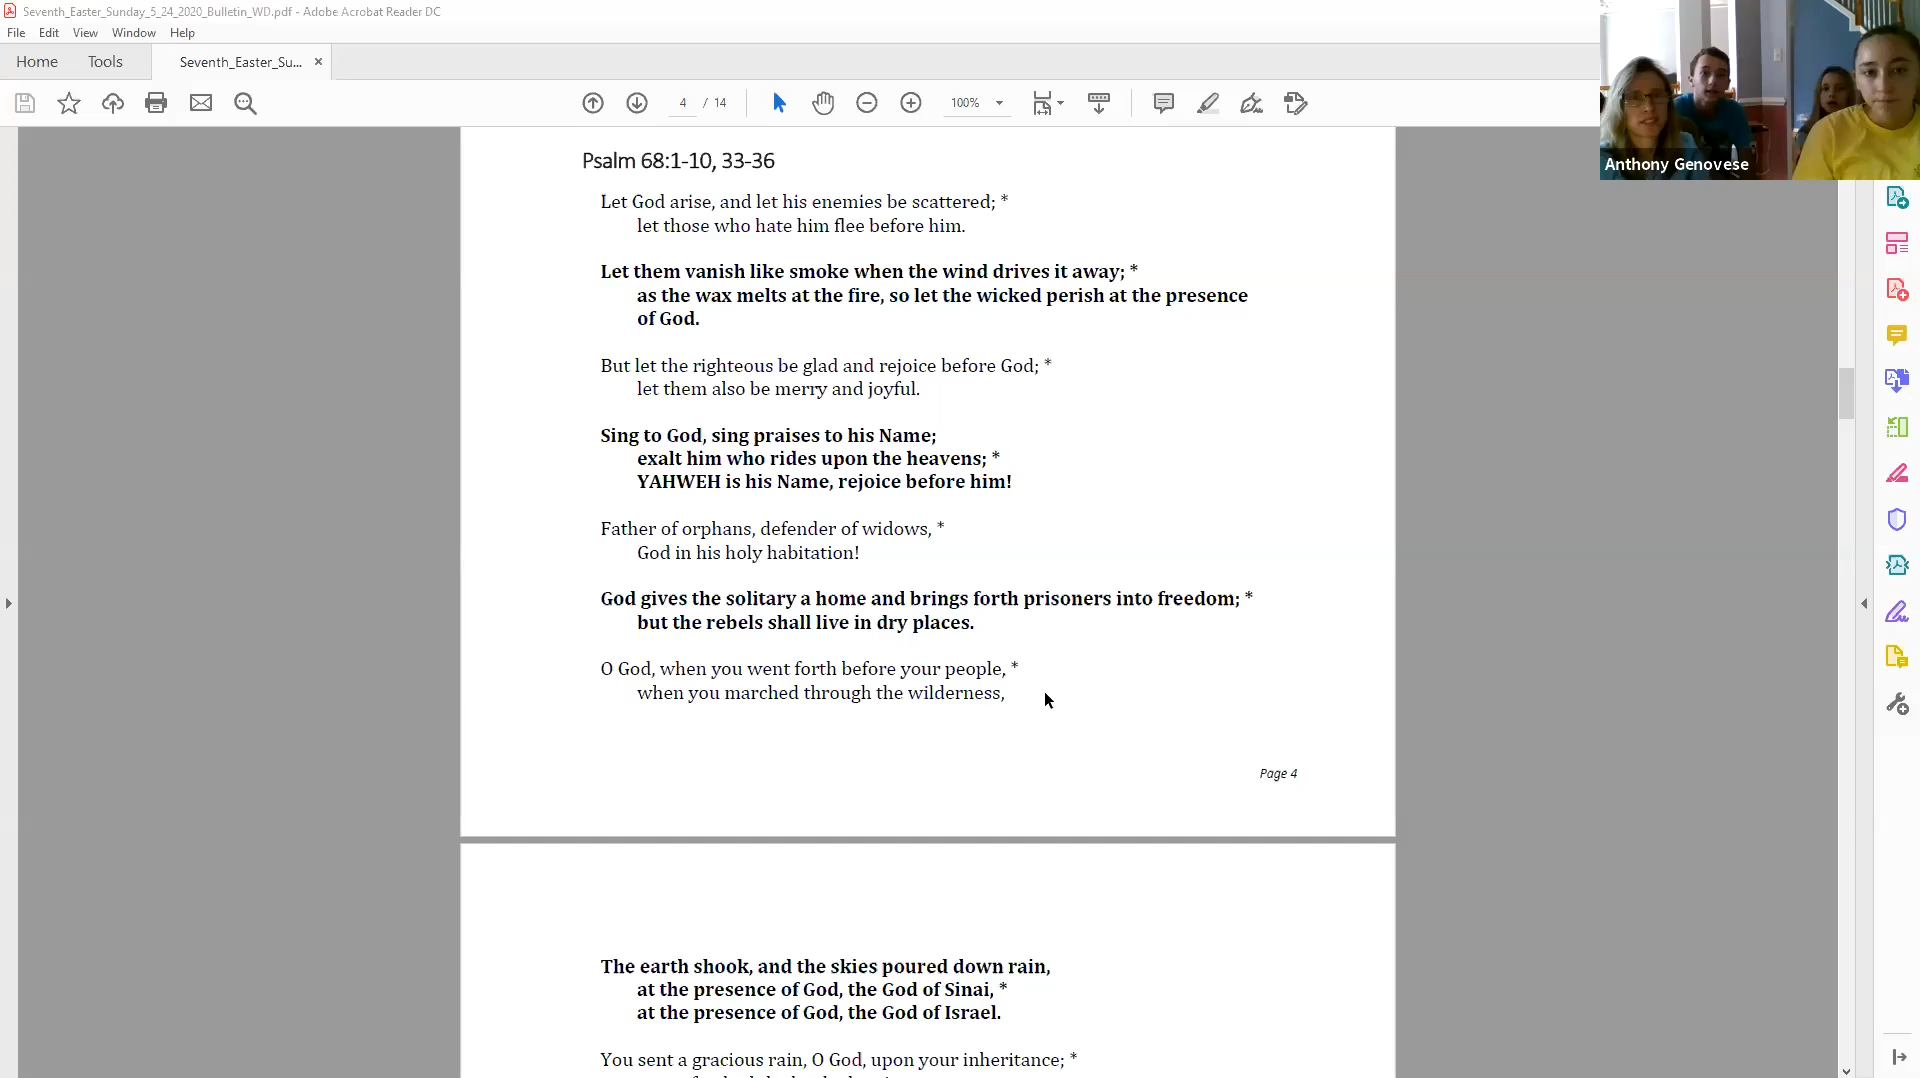 Seventh_Easter_Sunday_5_24_2020_Bulletin_WD.pdf - Adobe Acrobat Reader DC
File Edit View Window Help
Home Tools Seventh_Easter_Su... ×
4 / 14 100%
Anthony Genovese
Psalm 68:1-10, 33-36
Let God arise, and let his enemies be scattered; *
let those who hate him flee before him.
Let them vanish like smoke when the wind drives it away; *
as the wax melts at the fire, so let the wicked perish at the presence
of God.
But let the righteous be glad and rejoice before God; *
let them also be merry and joyful.
Sing to God, sing praises to his Name;
exalt him who rides upon the heavens; *
YAHWEH is his Name, rejoice before him!
Father of orphans, defender of widows, *
God in his holy habitation!
God gives the solitary a home and brings forth prisoners into freedom; *
but the rebels shall live in dry places.
O God, when you went forth before your people, *
when you marched through the wilderness,
Page 4
The earth shook, and the skies poured down rain,
at the presence of God, the God of Sinai, *
at the presence of God, the God of Israel.
You sent a gracious rain, O God, upon your inheritance; *